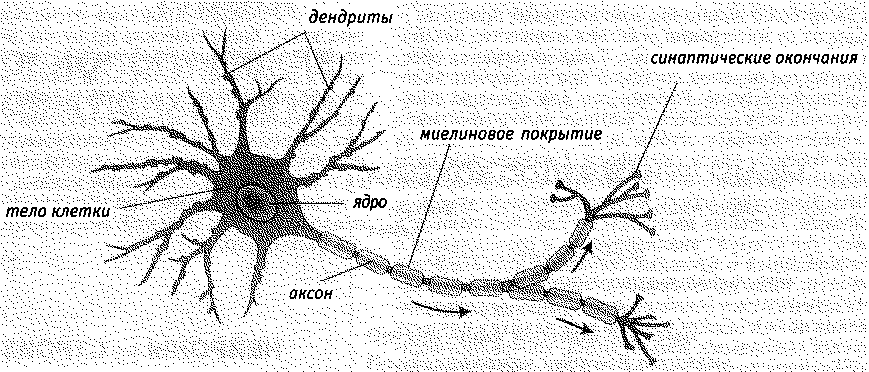 дендриты
синаптические окончания
миелиновое покрытие
тело клетки
ядро
аксон